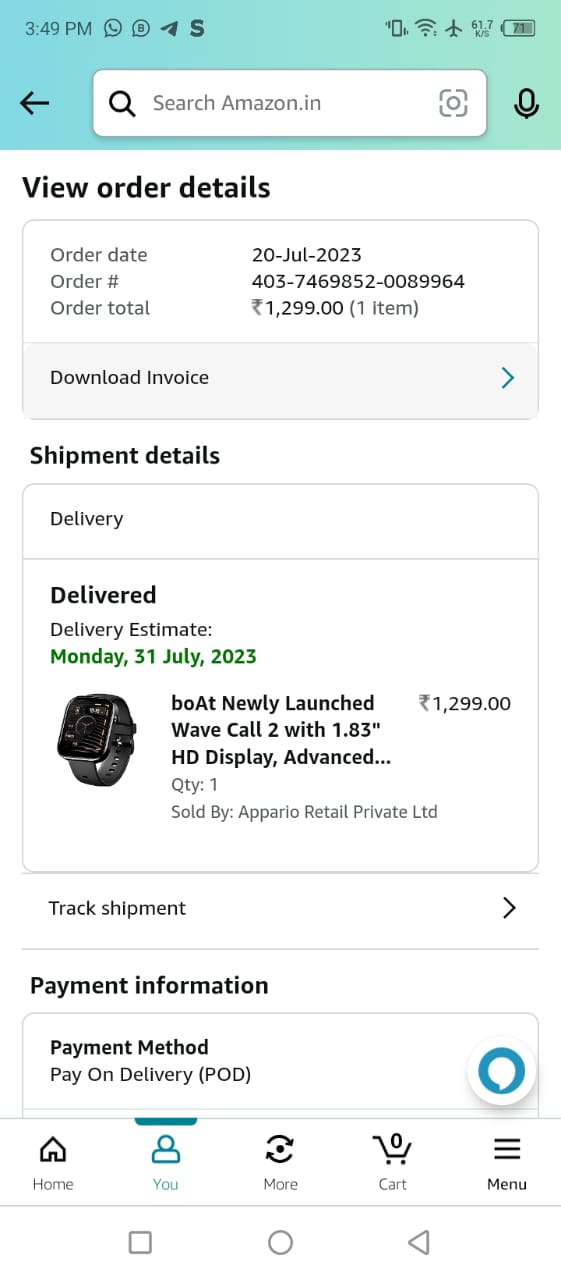 3:49 PM
61.7
K/S
71
Search Amazon.in
View order details
Order date 20-Jul-2023
Order # 403-7469852-0089964
Order total ₹1,299.00 (1 item)
Download Invoice
Shipment details
Delivery
Delivered
Delivery Estimate:
Monday, 31 July, 2023
boAt Newly Launched ₹1,299.00
Wave Call 2 with 1.83"
HD Display, Advanced...
Qty: 1
Sold By: Appario Retail Private Ltd
Track shipment
Payment information
Payment Method
Pay On Delivery (POD)
0
Home You More Cart Menu